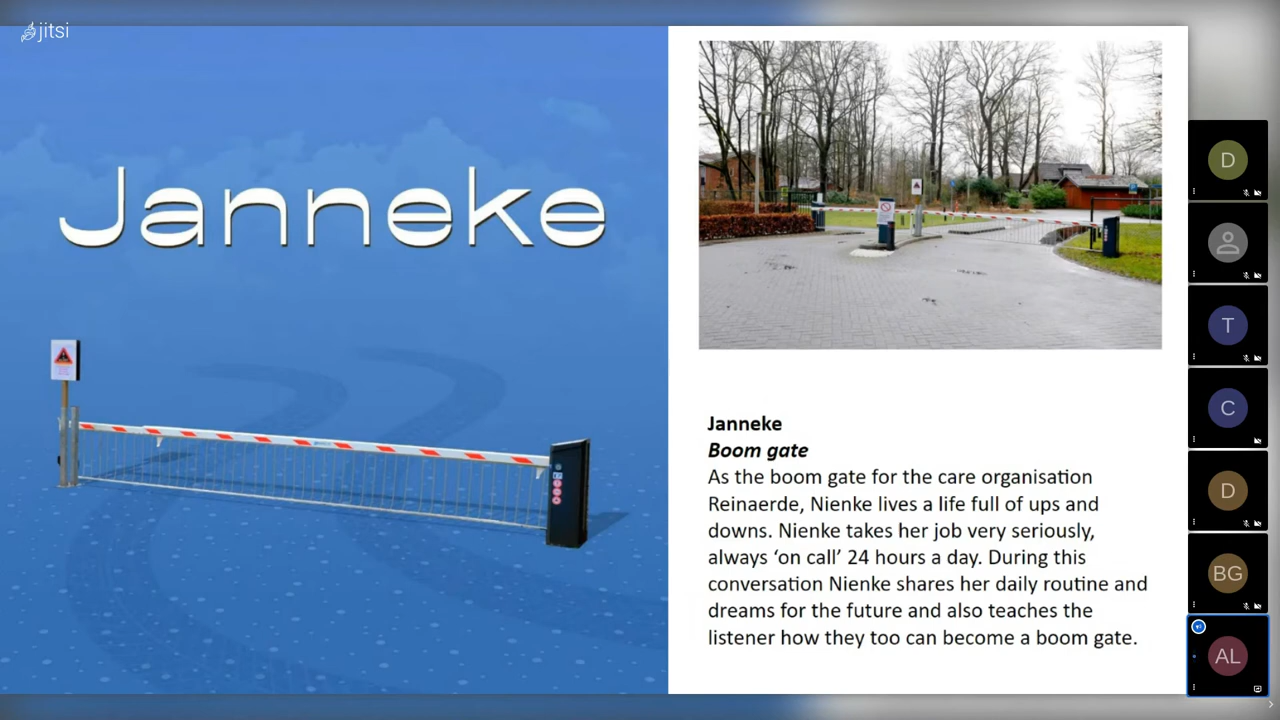 jitsi
Janneke
Janneke
Boom gate
As the boom gate for the care organisation
Reinaerde, Nienke lives a life full of ups and
downs. Nienke takes her job very seriously,
always ‘on call’ 24 hours a day. During this
conversation Nienke shares her daily routine and
dreams for the future and also teaches the
listener how they too can become a boom gate.
D
T
C
D
BG
AL